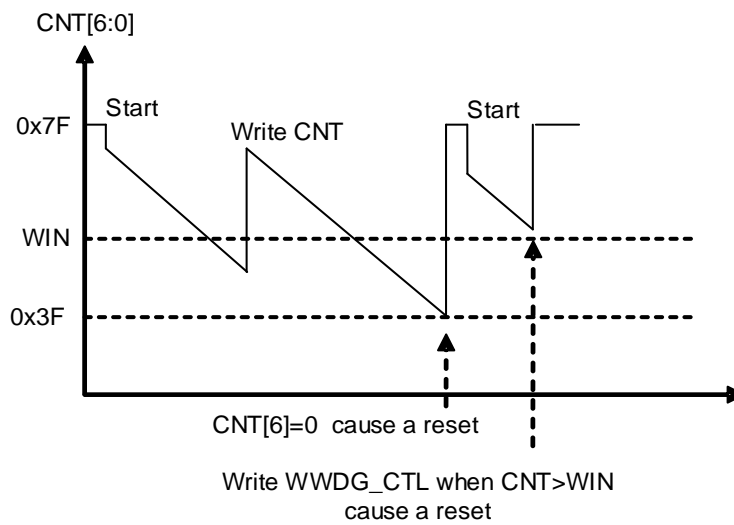 CNT[6:0]
Start
Start
0x7F
Write CNT
WIN
0x3F
CNT[6]=0 cause a reset
Write WWDG_CTL when CNT>WIN
cause a reset